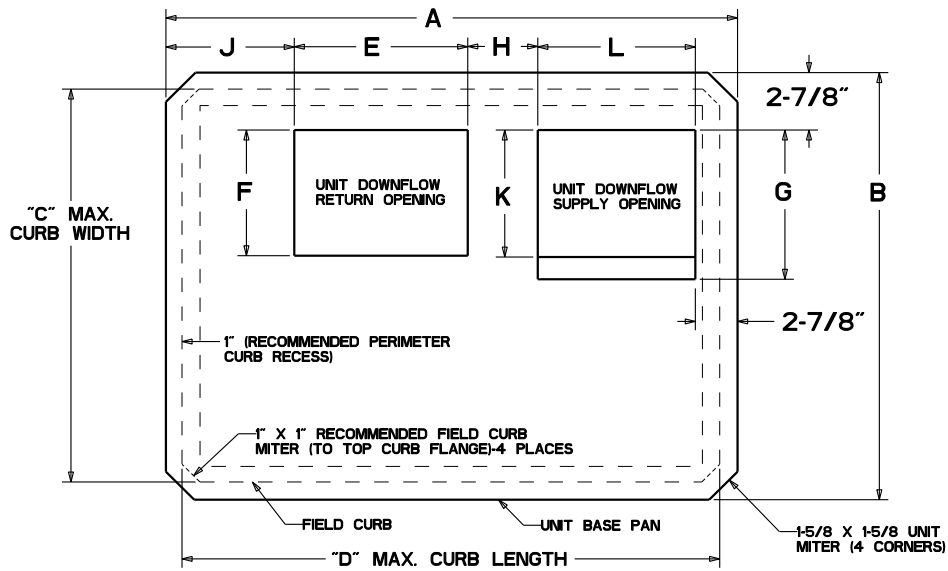 A
J
E
H
L
2-7/8"
F
UNIT DOWNFLOW
RETURN OPENING
K
UNIT DOWNFLOW
SUPPLY OPENING
G
B
"C" MAX.
CURB WIDTH
2-7/8"
1" (RECOMMENDED PERIMETER
CURB RECESS)
1" X 1" RECOMMENDED FIELD CURB
MITER (TO TOP CURB FLANGE)-4 PLACES
FIELD CURB
UNIT BASE PAN
1-5/8 X 1-5/8 UNIT
MITER (4 CORNERS)
"D" MAX. CURB LENGTH